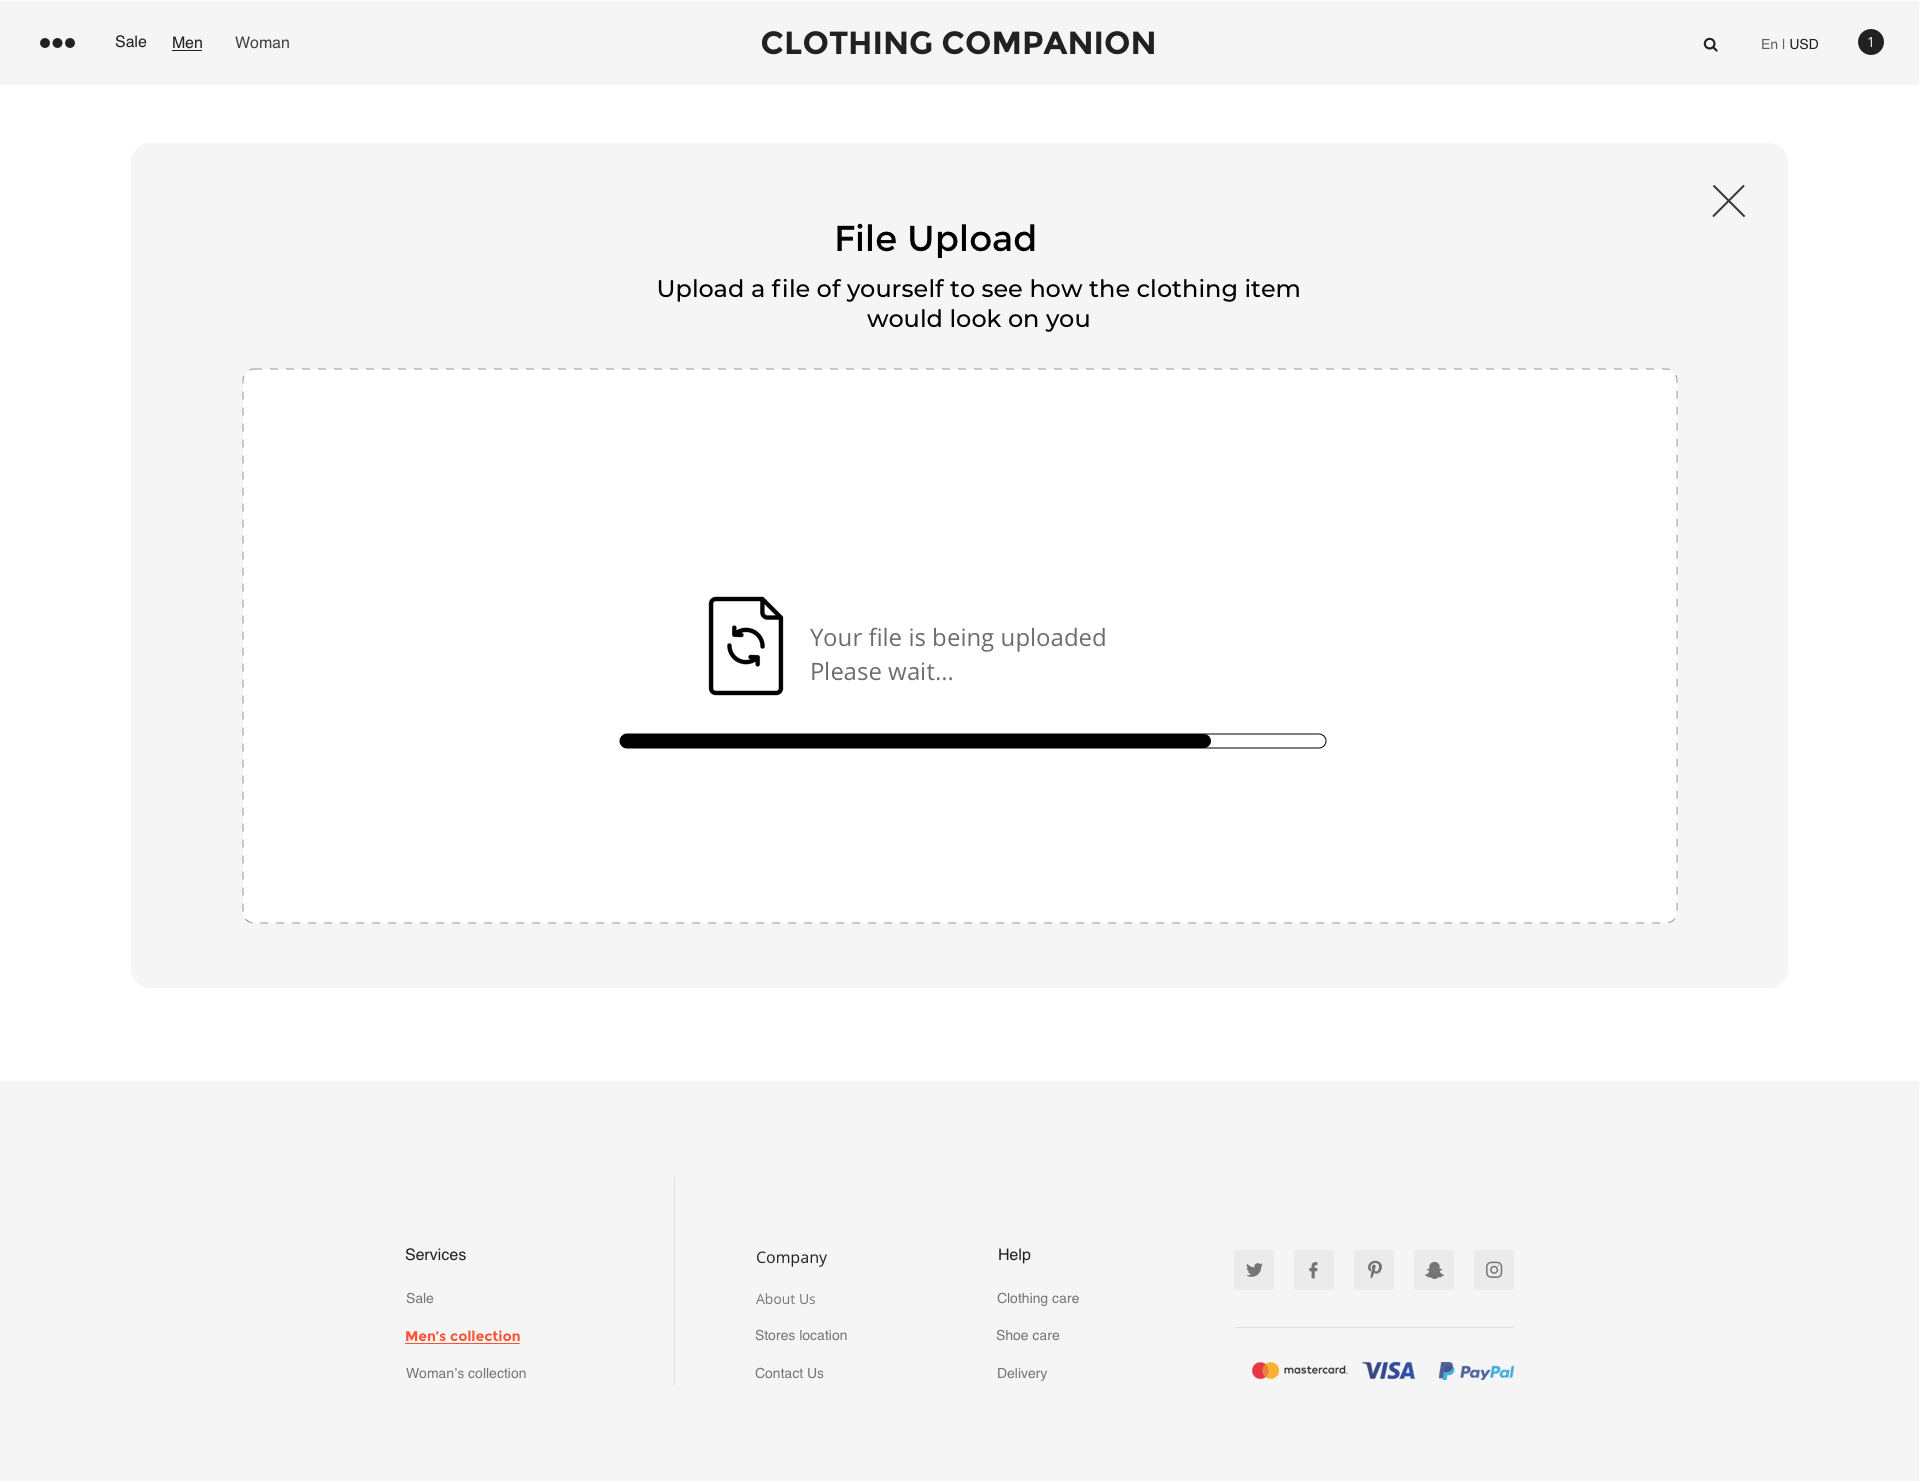 Sale
Men
Woman
CLOTHING COMPANION
En | USD
1
File Upload
Upload a file of yourself to see how the clothing item
would look on you
Your file is being uploaded
Please wait...
Services
Sale
Men's collection
Woman's collection
Company
About Us
Stores location
Contact Us
Help
Clothing care
Shoe care
Delivery
mastercard.
VISA
PayPal